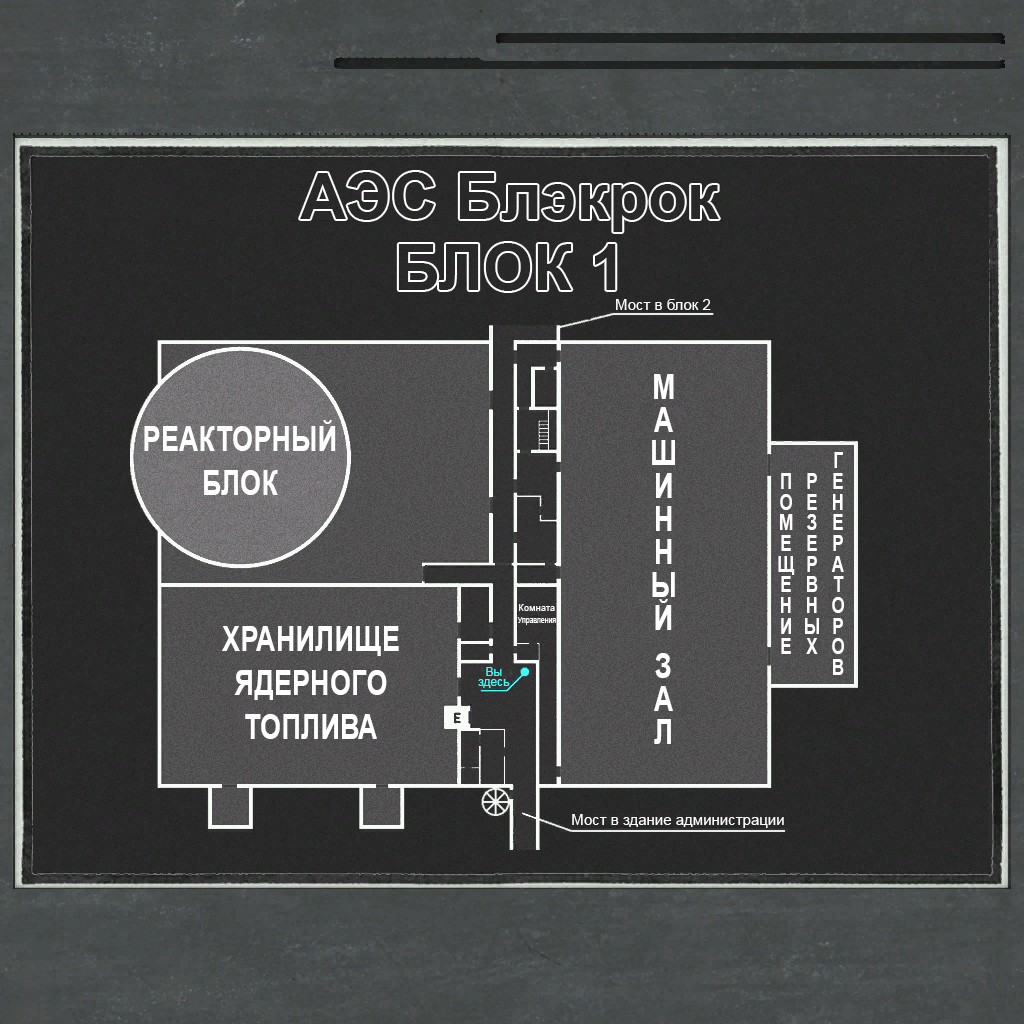 АЭС Блэкрок
БЛОК 1
Мост в блок 2
РЕАКТОРНЫЙ
БЛОК
МАШИННЫЙ ЗАЛ
ПОМЕЩЕНИЕ
РЕЗЕРВНЫХ
ГЕНЕРАТОРОВ
Комната
Управления
ХРАНИЛИЩЕ
ЯДЕРНОГО
ТОПЛИВА
Вы
здесь
E
Мост в здание администрации